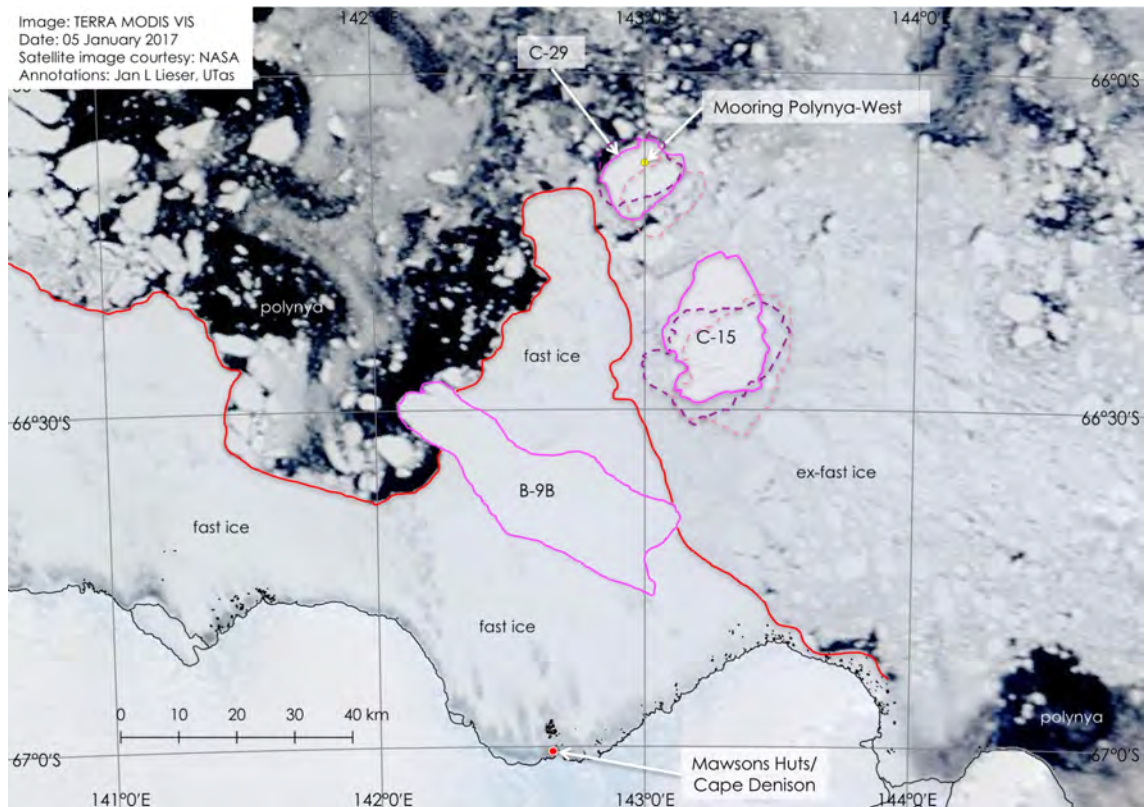 Image: TERRA MODIS VIS
Date: 05 January 2017
Satellite image courtesy: NASA
Annotations: Jan L Lieser, UTas
142°0'E
143°0'E
144°0'E
C-29
66°0'S
Mooring Polynya-West
polynya
C-15
fast ice
66°30'S
66°30'S
ex-fast ice
B-9B
fast ice
fast ice
0 10 20 30 40 km
polynya
67°0'S
67°0'S
Mawsons Huts/
Cape Denison
141°0'E
142°0'E
143°0'E
144°0'E